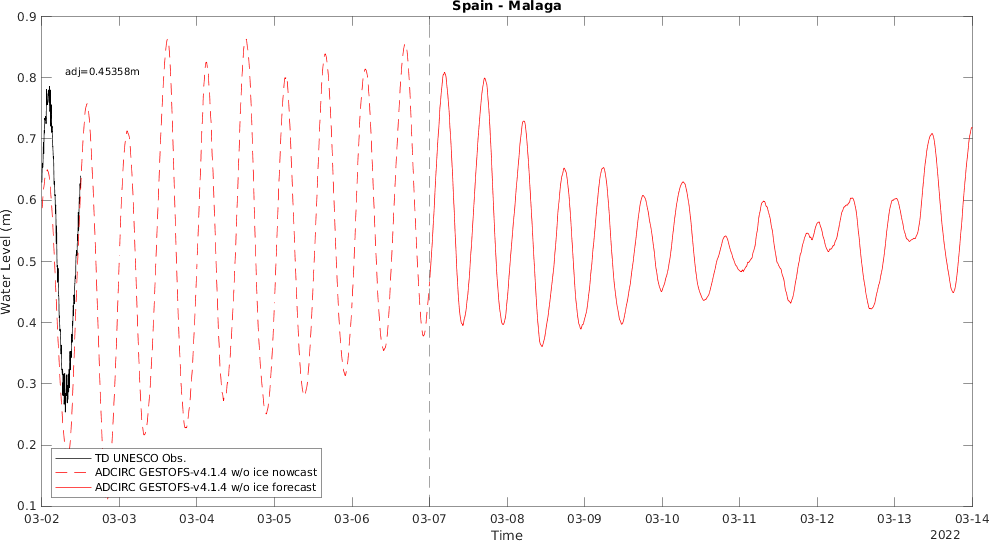 Spain - Malaga
0.9
0.8
0.7
0.6
0.5
0.4
0.3
0.2
0.1
Water Level (m)
adj=0.45358m
TD UNESCO Obs.
ADCIRC GESTOFS-v4.1.4 w/o ice nowcast
ADCIRC GESTOFS-v4.1.4 w/o ice forecast
03-02 03-03 03-04 03-05 03-06 03-07 03-08 03-09 03-10 03-11 03-12 03-13 03-14
Time
2022